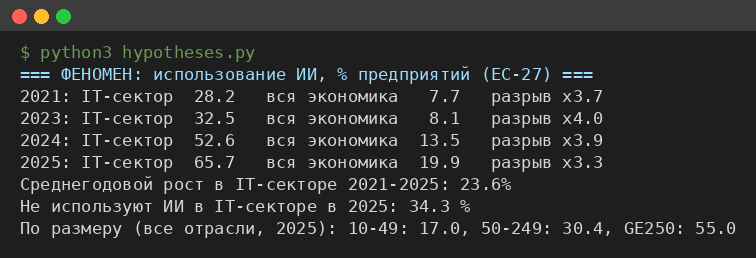 $ python3 hypotheses.py
=== ФЕНОМЕН: использование ИИ, % предприятий (ЕС-27) ===
2021: IT-сектор  28.2   вся экономика   7.7   разрыв x3.7
2023: IT-сектор  32.5   вся экономика   8.1   разрыв x4.0
2024: IT-сектор  52.6   вся экономика  13.5   разрыв x3.9
2025: IT-сектор  65.7   вся экономика  19.9   разрыв x3.3
Среднегодовой рост в IT-секторе 2021-2025: 23.6%
Не используют ИИ в IT-секторе в 2025: 34.3 %
По размеру (все отрасли, 2025): 10-49: 17.0, 50-249: 30.4, GE250: 55.0